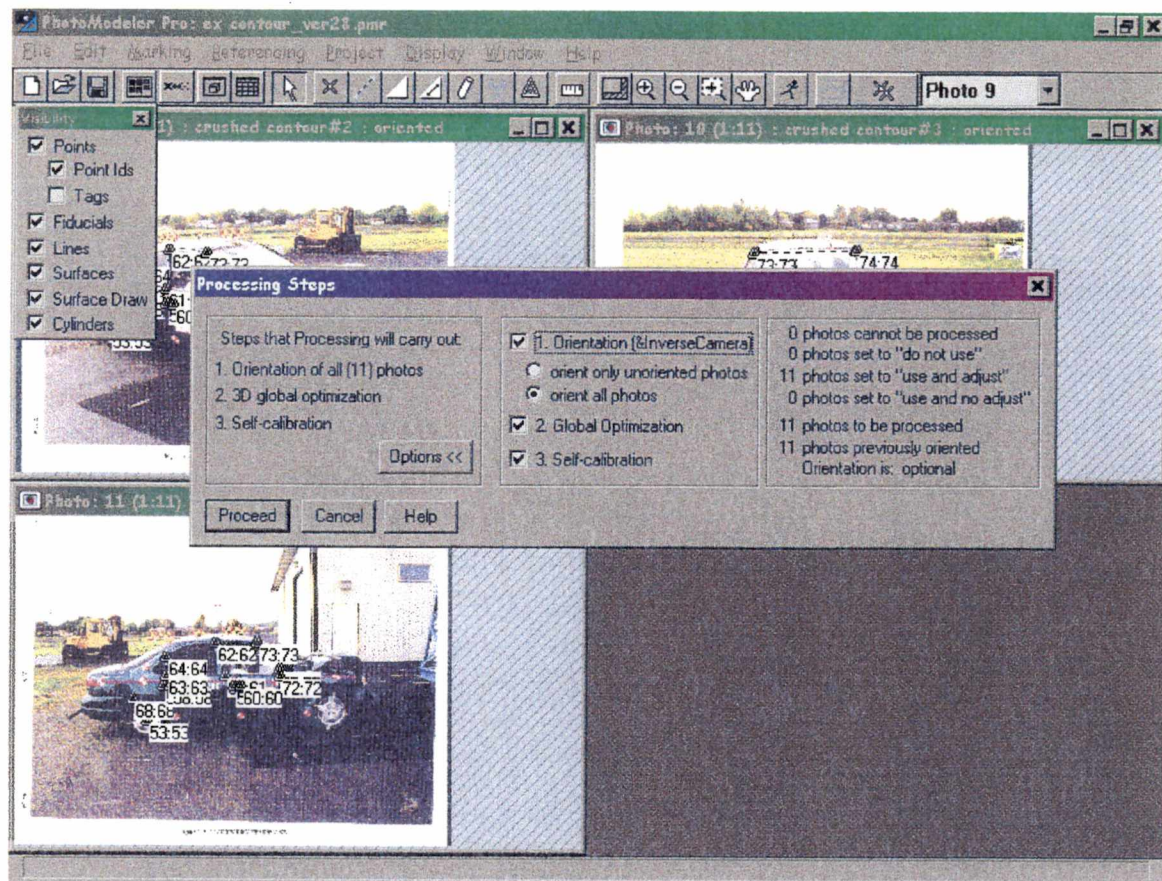 PhotoModeler Pro: ex contour_ver28.pmr
File Edit Marking Referencing Project Display Window Help
Photo 9
Visibility
Points
Point Ids
Tags
Fiducials
Lines
Surfaces
Surface Draw
Cylinders
1) : crushed contour#2 : oriented
Photo: 10 (1:11) : crushed contour#3 : oriented
73:73
74:74
Processing Steps
Steps that Processing will carry out:
1. Orientation of all (11) photos
2. 3D global optimization
3. Self-calibration
Options <<
1. Orientation (&InverseCamera)
orient only unoriented photos
orient all photos
2. Global Optimization
3. Self-calibration
0 photos cannot be processed
0 photos set to "do not use"
11 photos set to "use and adjust"
0 photos set to "use and no adjust"
11 photos to be processed
11 photos previously oriented
Orientation is: optional
Proceed Cancel Help
Photo: 11 (1:11)
62:62 73:73
64:64
63:63
72:72
60:60
68:68
53:53